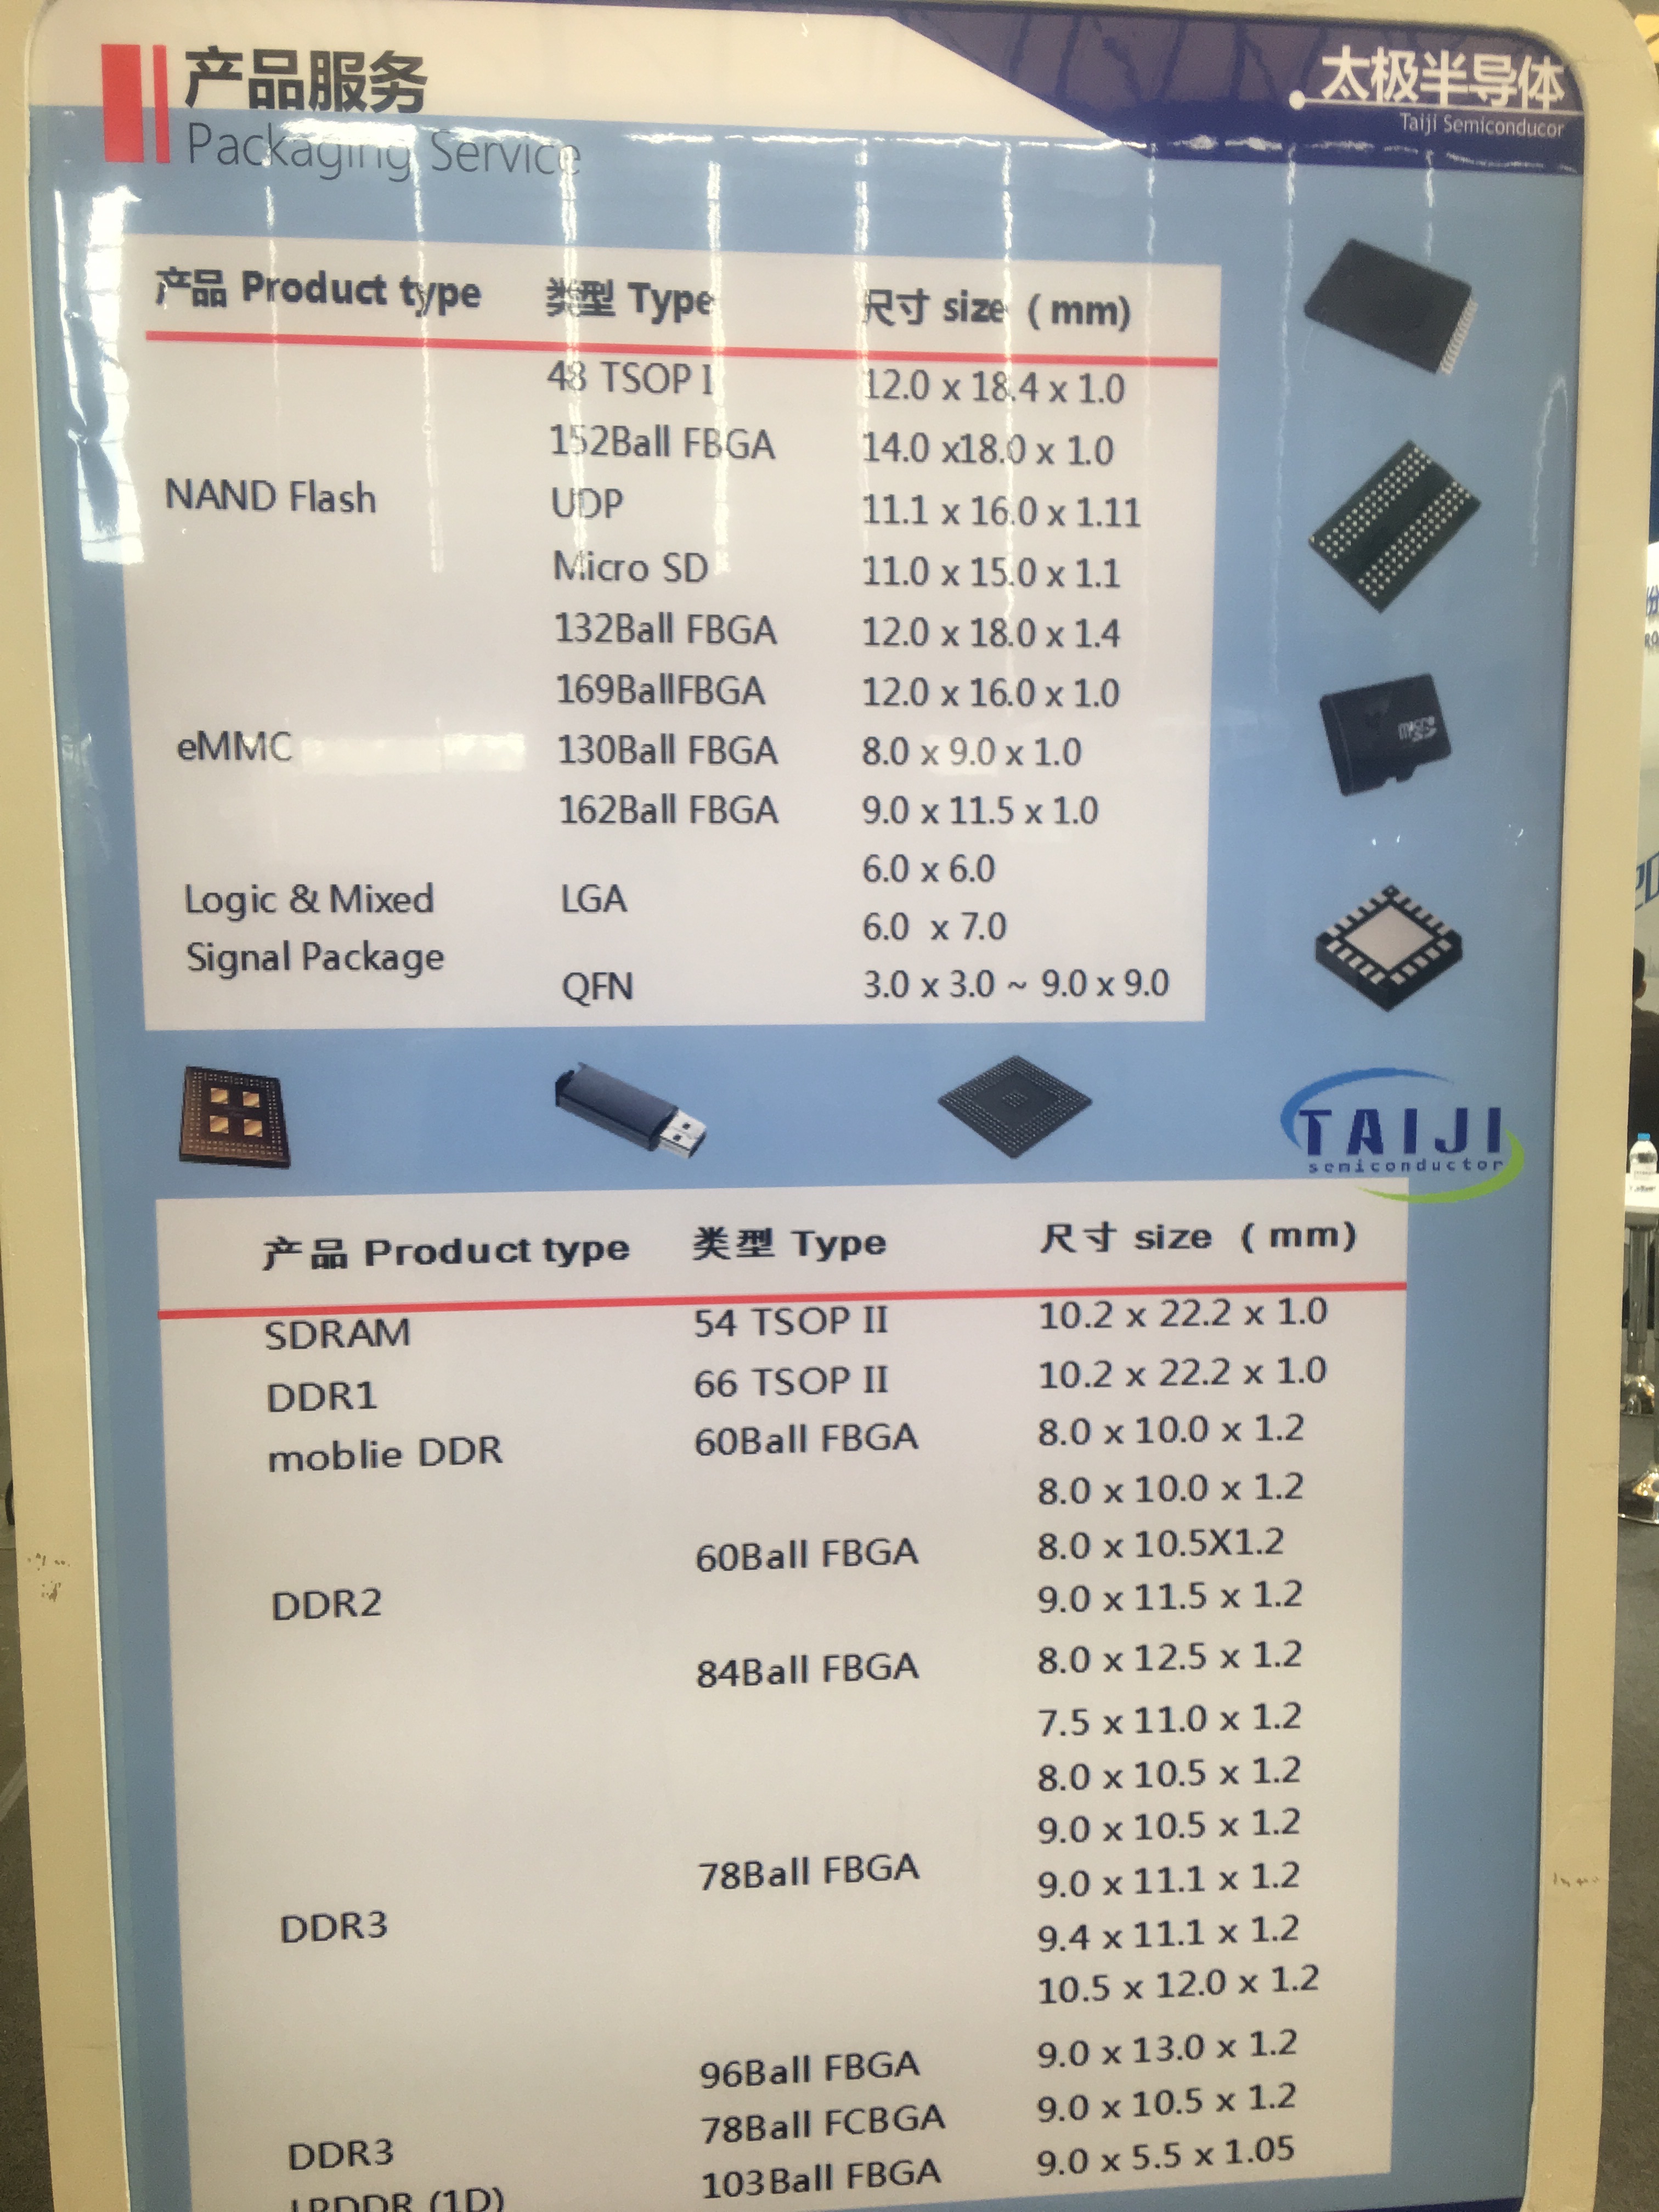 产品服务
Packaging Service
太极半导体
Taiji Semiconducor
产品 Product type 类型 Type 尺寸 size ( mm)
48 TSOP I 12.0 x 18.4 x 1.0
152Ball FBGA 14.0 x18.0 x 1.0
NAND Flash UDP 11.1 x 16.0 x 1.11
Micro SD 11.0 x 15.0 x 1.1
132Ball FBGA 12.0 x 18.0 x 1.4
169BallFBGA 12.0 x 16.0 x 1.0
eMMC 130Ball FBGA 8.0 x 9.0 x 1.0
162Ball FBGA 9.0 x 11.5 x 1.0
6.0 x 6.0
Logic & Mixed LGA
6.0 x 7.0
Signal Package
QFN 3.0 x 3.0 ~ 9.0 x 9.0
micro SD
TAIJI
semiconductor
产品 Product type 类型 Type 尺寸 size ( mm)
SDRAM 54 TSOP II 10.2 x 22.2 x 1.0
DDR1 66 TSOP II 10.2 x 22.2 x 1.0
moblie DDR 60Ball FBGA 8.0 x 10.0 x 1.2
8.0 x 10.0 x 1.2
60Ball FBGA 8.0 x 10.5X1.2
DDR2 9.0 x 11.5 x 1.2
84Ball FBGA 8.0 x 12.5 x 1.2
7.5 x 11.0 x 1.2
8.0 x 10.5 x 1.2
9.0 x 10.5 x 1.2
78Ball FBGA 9.0 x 11.1 x 1.2
DDR3 9.4 x 11.1 x 1.2
10.5 x 12.0 x 1.2
96Ball FBGA 9.0 x 13.0 x 1.2
78Ball FCBGA 9.0 x 10.5 x 1.2
DDR3 103Ball FBGA 9.0 x 5.5 x 1.05
LPDDR (1D)